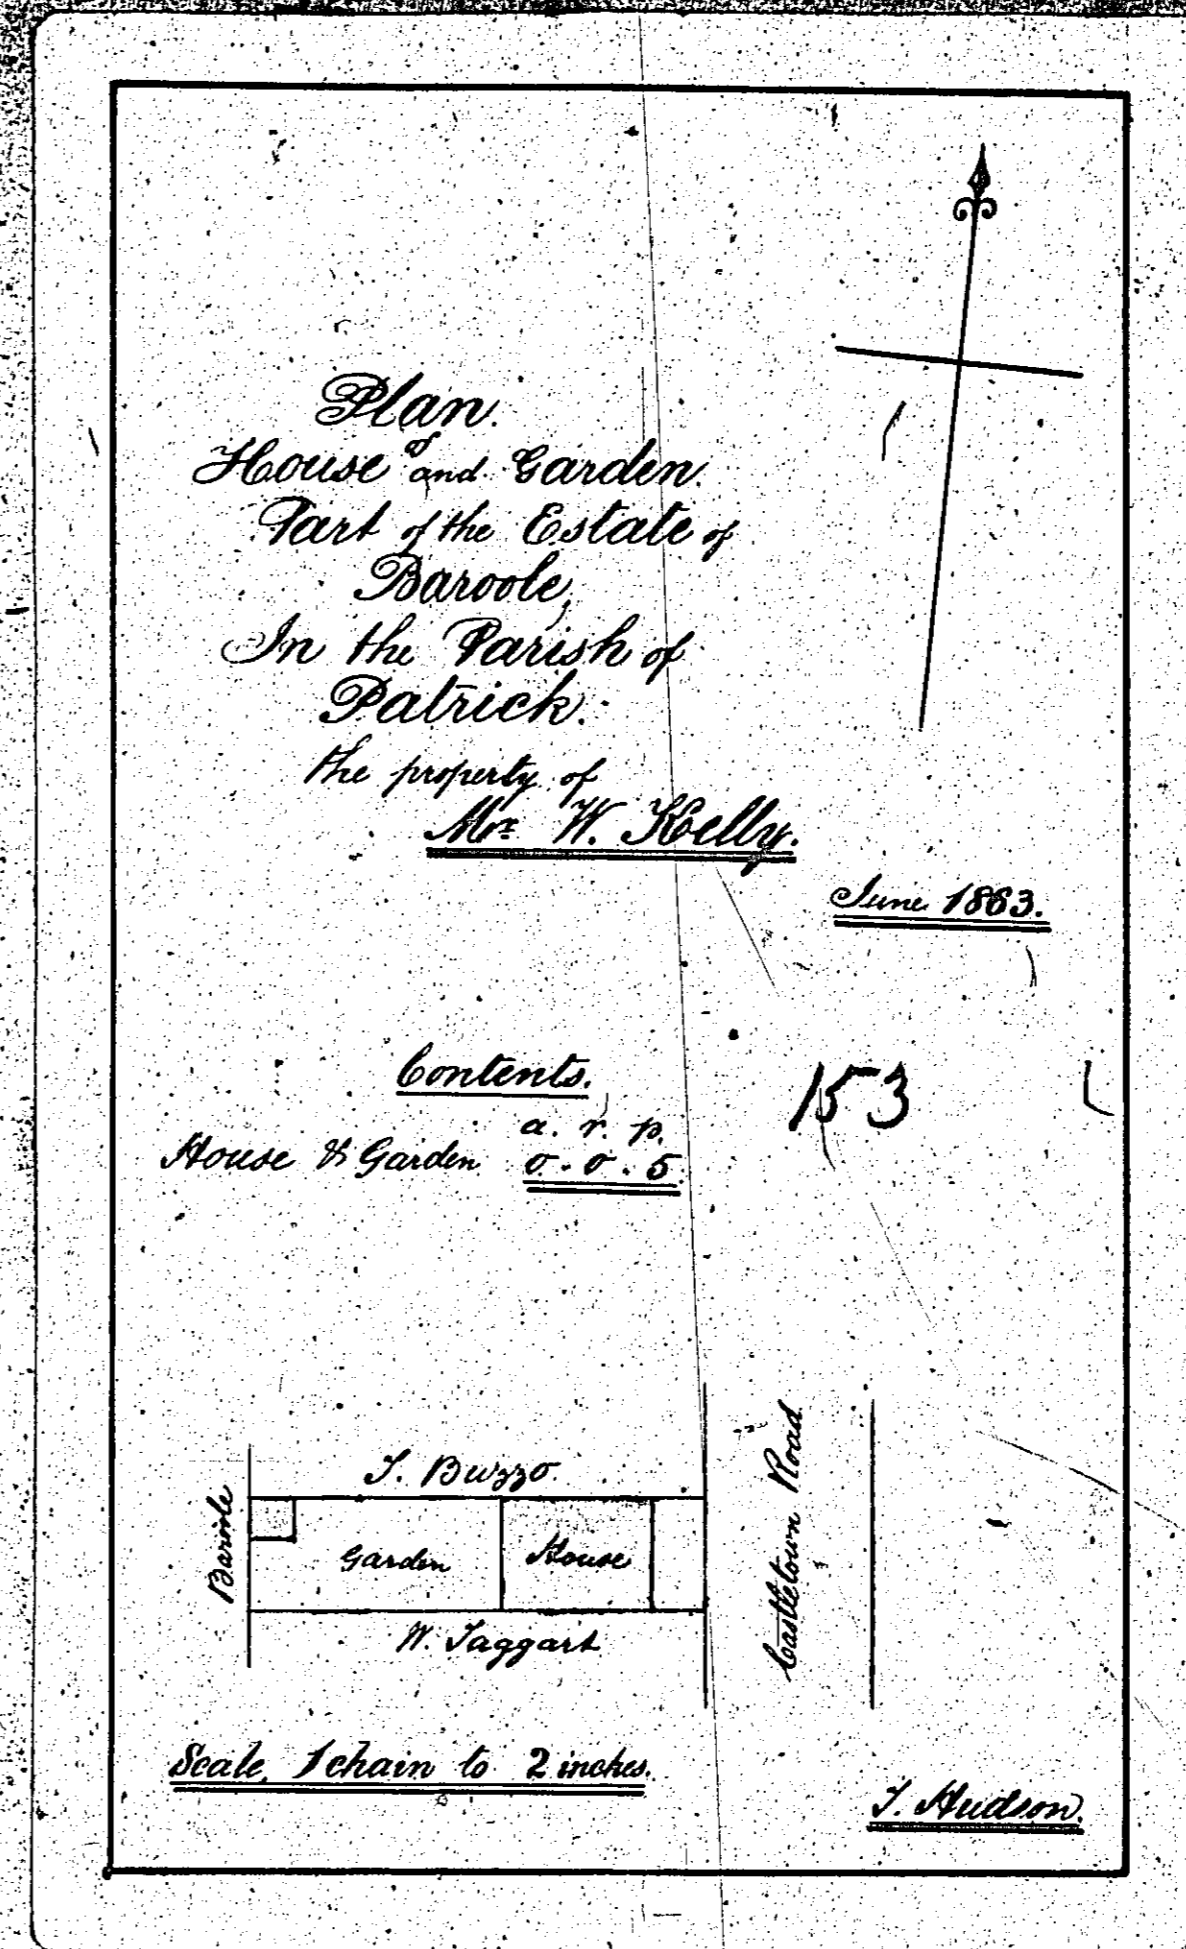 Plan
of
House and Garden.
Part of the Estate of
Baroole,
In the Parish of
Patrick.
the property of
Mr. W. Kelly.
June 1863.
Contents.
a. r. p.
House & Garden 0. 0. 5
153
J. Buzzo
Baroole
Garden
House
W. Taggart
Castletown Road
Scale, 1 chain to 2 inches.
J. Hudson.